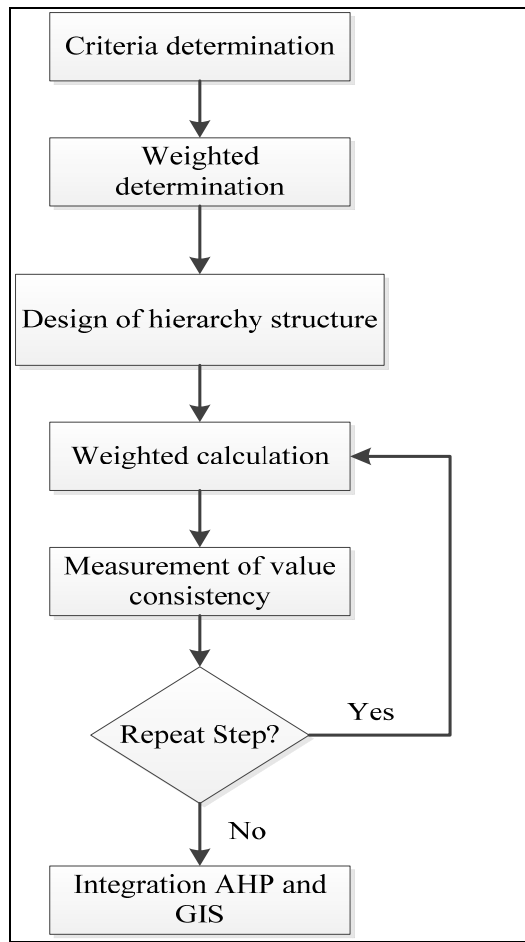 Criteria determination
Weighted
determination
Design of hierarchy structure
Weighted calculation
Measurement of value
consistency
Repeat Step?
Yes
No
Integration AHP and
GIS